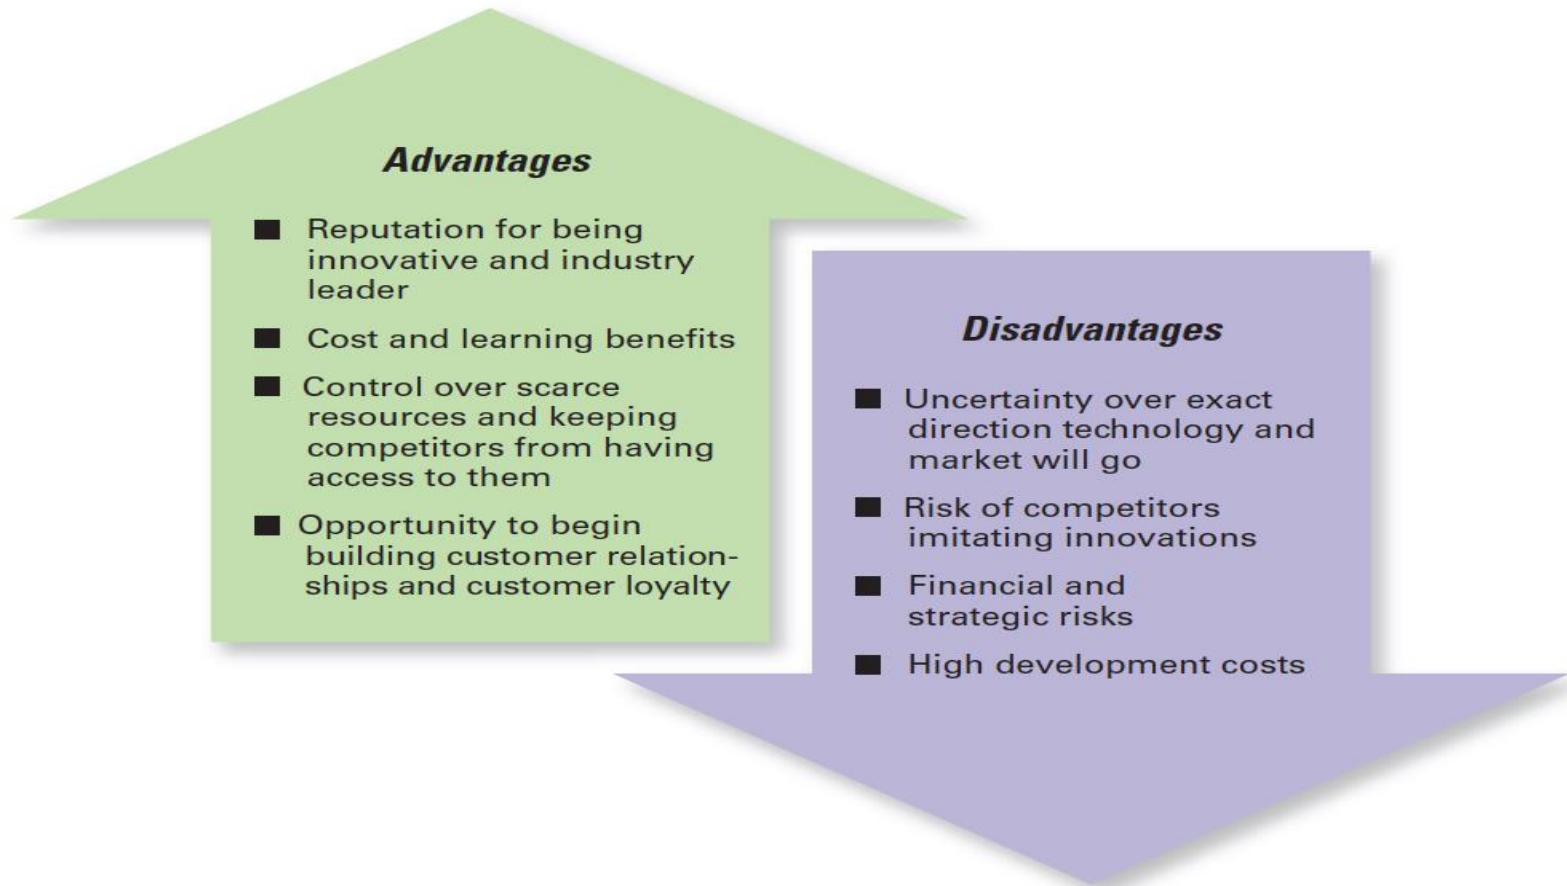 Advantages
■ Reputation for being
innovative and industry
leader
■ Cost and learning benefits
■ Control over scarce
resources and keeping
competitors from having
access to them
■ Opportunity to begin
building customer relation-
ships and customer loyalty
Disadvantages
■ Uncertainty over exact
direction technology and
market will go
■ Risk of competitors
imitating innovations
■ Financial and
strategic risks
■ High development costs